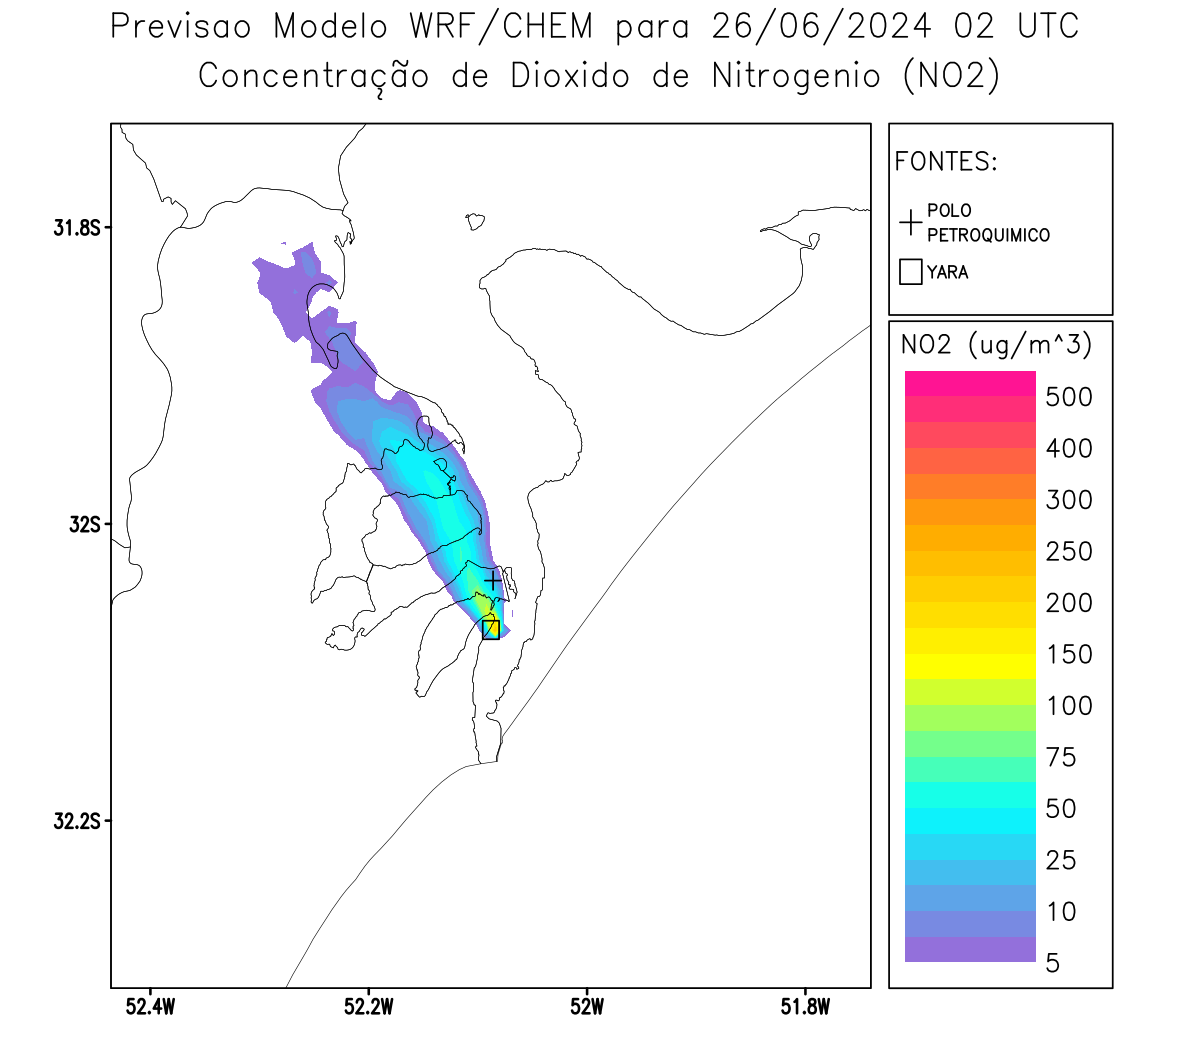 Previsao Modelo WRF/CHEM para 26/06/2024 02 UTC
Concentração de Dioxido de Nitrogenio (NO2)
FONTES:
POLO
PETROQUIMICO
YARA
31.8S
32S
32.2S
52.4W
52.2W
52W
51.8W
NO2 (ug/m^3)
500
400
300
250
200
150
100
75
50
25
10
5